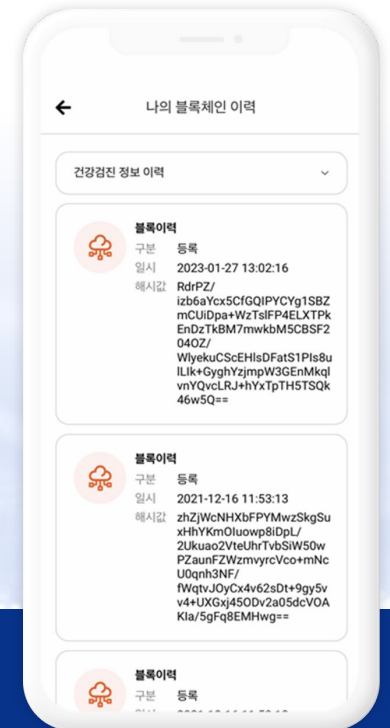 나의 블록체인 이력
건강검진 정보 이력
블록이력
구분 등록
일시 2023-01-27 13:02:16
해시값 RdrPZ/
izb6aYcx5CfGQIPYCYg1SBZ
mCUiDpa+WzTslFP4ELXTPk
EnDzTkBM7mwkbM5CBSF2
04OZ/
WlyekuCScEHlsDFatS1PIs8u
lLIk+GyghYzjmpW3GEnMkql
vnYQvcLRJ+hYxTpTH5TSQk
46w5Q==
블록이력
구분 등록
일시 2021-12-16 11:53:13
해시값 zhZjWcNHXbFPYMwzSkgSu
xHhYKmOluowp8iDpL/
2Ukuao2VteUhrTvbSiW50w
PZaunFZWzmvyrcVco+mNc
U0qnh3NF/
fWqtvJOyCx4v62sDt+9gy5v
v4+UXGxj45ODv2a05dcVOA
KIa/5gFq8EMHwg==
블록이력
구분 등록